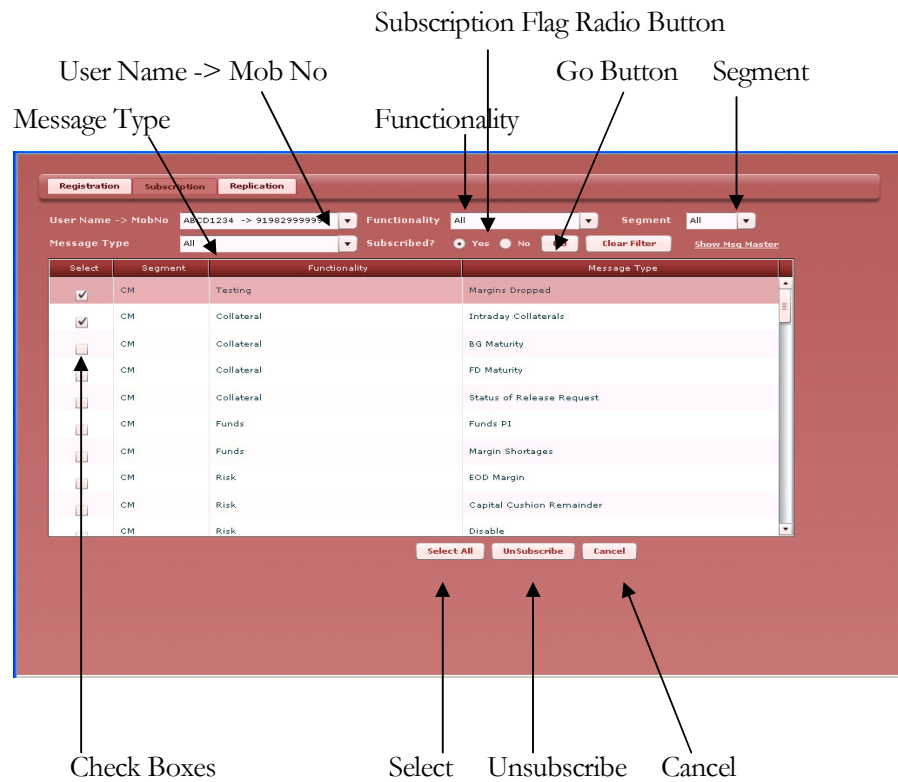 Subscription Flag Radio Button
User Name -> Mob No Go Button Segment
Message Type Functionality
Registration Subscription Replication
User Name -> MobNo ABCD1234 -> 919829999999 Functionality All Segment All
Message Type All Subscribed? Yes No Clear Filter Show Msg Master
Select Segment Functionality Message Type
CM Testing Margins Dropped
CM Collateral Intraday Collaterals
CM Collateral BG Maturity
CM Collateral FD Maturity
CM Collateral Status of Release Request
CM Funds Funds PI
CM Funds Margin Shortages
CM Risk EOD Margin
CM Risk Capital Cushion Remainder
CM Risk Disable
Select All UnSubscribe Cancel
Check Boxes Select Unsubscribe Cancel